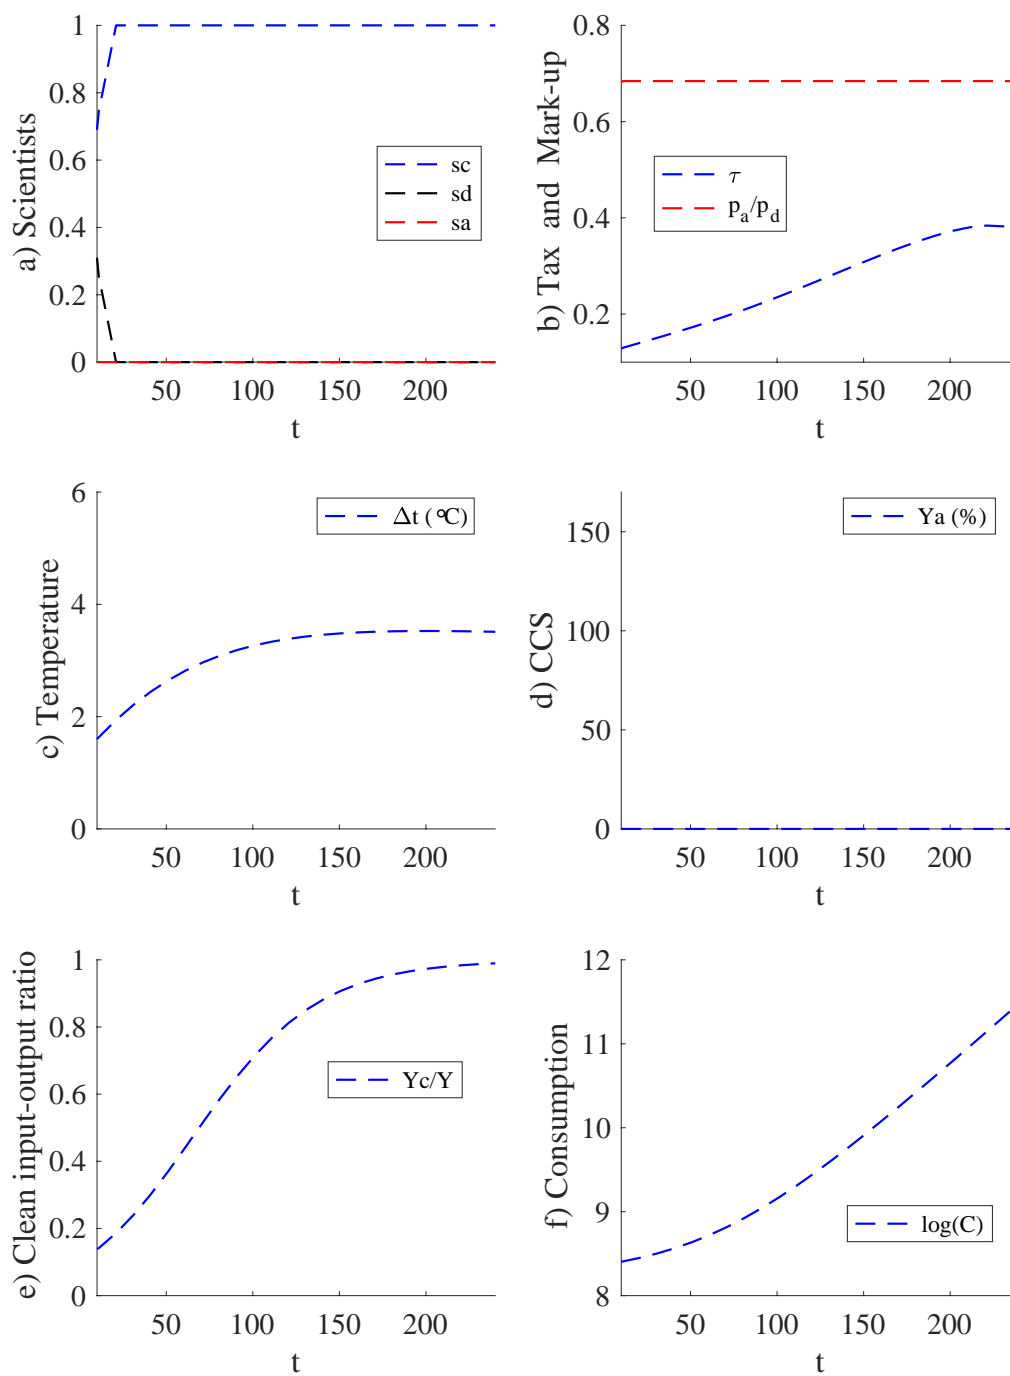 a) Scientists
1
0.8
0.6
0.4
0.2
0
50 100 150 200
t
sc
sd
sa
b) Tax and Mark-up
0.8
0.6
0.4
0.2
50 100 150 200
t
τ
p_a/p_d
c) Temperature
6
4
2
0
50 100 150 200
t
Δt (°C)
d) CCS
150
100
50
0
50 100 150 200
t
Ya (%)
e) Clean input-output ratio
1
0.8
0.6
0.4
0.2
0
50 100 150 200
t
Yc/Y
f) Consumption
12
11
10
9
8
50 100 150 200
t
log(C)